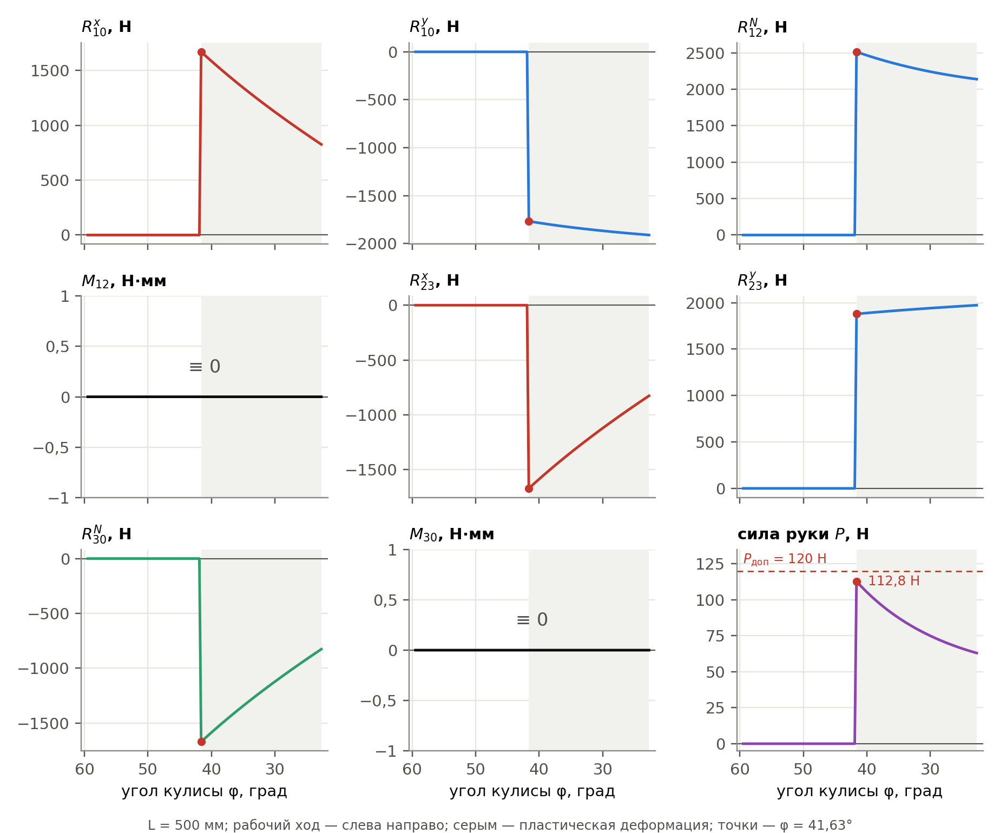 R₁₀ˣ, Н
1500
1000
500
0
R₁₀ʸ, Н
0
−500
−1000
−1500
−2000
R₁₂ᴺ, Н
2500
2000
1500
1000
500
0
M₁₂, Н·мм
1
0,5
≡ 0
0
−0,5
−1
R₂₃ˣ, Н
0
−500
−1000
−1500
R₂₃ʸ, Н
2000
1500
1000
500
0
R₃₀ᴺ, Н
0
−500
−1000
−1500
60 50 40 30
угол кулисы φ, град
M₃₀, Н·мм
1
0,5
≡ 0
0
−0,5
−1
60 50 40 30
угол кулисы φ, град
сила руки P, Н
Pдоп = 120 Н
125
112,8 Н
100
75
50
25
0
60 50 40 30
угол кулисы φ, град
L = 500 мм; рабочий ход — слева направо; серым — пластическая деформация; точки — φ = 41,63°